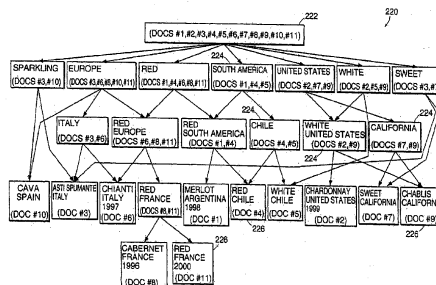 222
220
(DOCS #1,#2,#3,#4,#5,#6,#7,#8,#9,#10,#11)
224
SPARKLING
(DOCS #3,#10)
EUROPE
(DOCS #3,#6,#8,#10,#11)
RED
(DOCS #1,#4,#6,#8,#11)
SOUTH AMERICA
(DOCS #1,#4,#5)
UNITED STATES
(DOCS #2,#7,#9)
WHITE
(DOCS #2,#5,#9)
SWEET
(DOCS #3,#7
224
ITALY
(DOCS #3,#6)
RED
EUROPE
(DOCS #6,#8,#11)
RED
SOUTH AMERICA
(DOCS #1,#4)
CHILE
(DOCS #4,#5)
WHITE
UNITED STATES
(DOCS #2,#9)
CALIFORNIA
(DOCS #7,#9)
224
CAVA
SPAIN
(DOC #10)
ASTI SPUMANTE
ITALY
(DOC #3)
CHIANTI
ITALY
1997
(DOC #6)
RED
FRANCE
(DOCS #8,#11)
MERLOT
ARGENTINA
1998
(DOC #1)
RED
CHILE
(DOC #4)
WHITE
CHILE
(DOC #5)
CHARDONNAY
UNITED STATES
1999
(DOC #2)
SWEET
CALIFORNIA
(DOC #7)
CHABLIS
CALIFORN
(DOC #9
226
226
CABERNET
FRANCE
1996
(DOC #8)
RED
FRANCE
2000
(DOC #11)
226